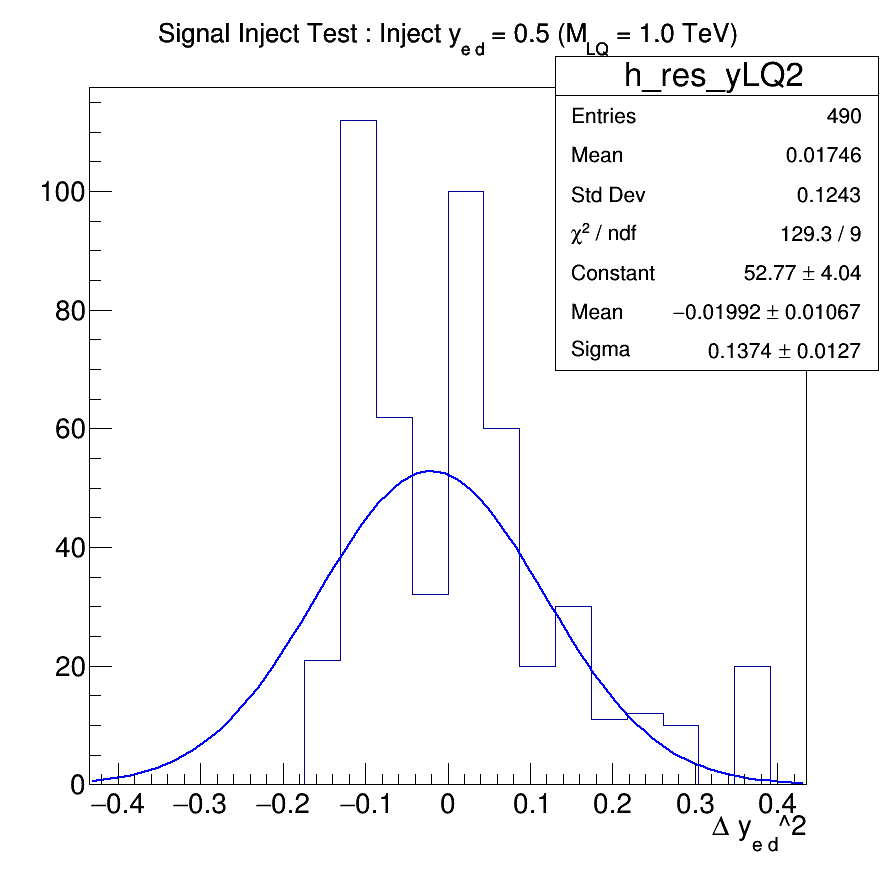 Signal Inject Test : Inject y_{e d} = 0.5 (M_{LQ} = 1.0 TeV)
h_res_yLQ2
Entries 490
Mean 0.01746
Std Dev 0.1243
χ² / ndf 129.3 / 9
Constant 52.77 ± 4.04
Mean −0.01992 ± 0.01067
Sigma 0.1374 ± 0.0127
100
80
60
40
20
0
−0.4 −0.3 −0.2 −0.1 0 0.1 0.2 0.3 0.4
Δ y_{e d}^2